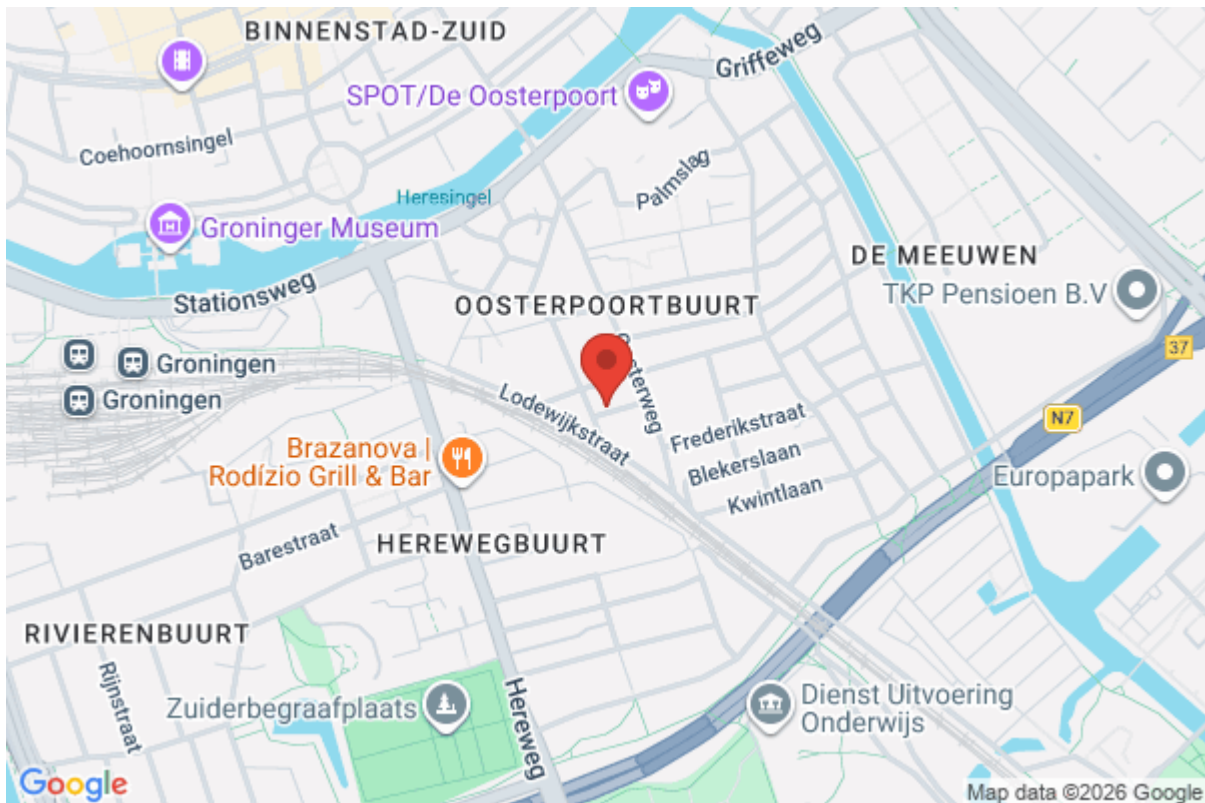 BINNENSTAD-ZUID
Griffeweg
SPOT/De Oosterpoort
Coehoornsingel
Palmslag
Heresingel
Groninger Museum
DE MEEUWEN
TKP Pensioen B.V
Stationsweg
OOSTERPOORTBUURT
37
Groningen
Groningen
Lodewijkstraat
N7
Frederikstraat
Brazanova |
Rodízio Grill & Bar
Blekerslaan
Europapark
Kwintlaan
Barestraat
HEREWEGBUURT
RIVIERENBUURT
Rijnstraat
Zuiderbegraafplaats
Hereweg
Dienst Uitvoering
Onderwijs
Google
Map data ©2026 Google